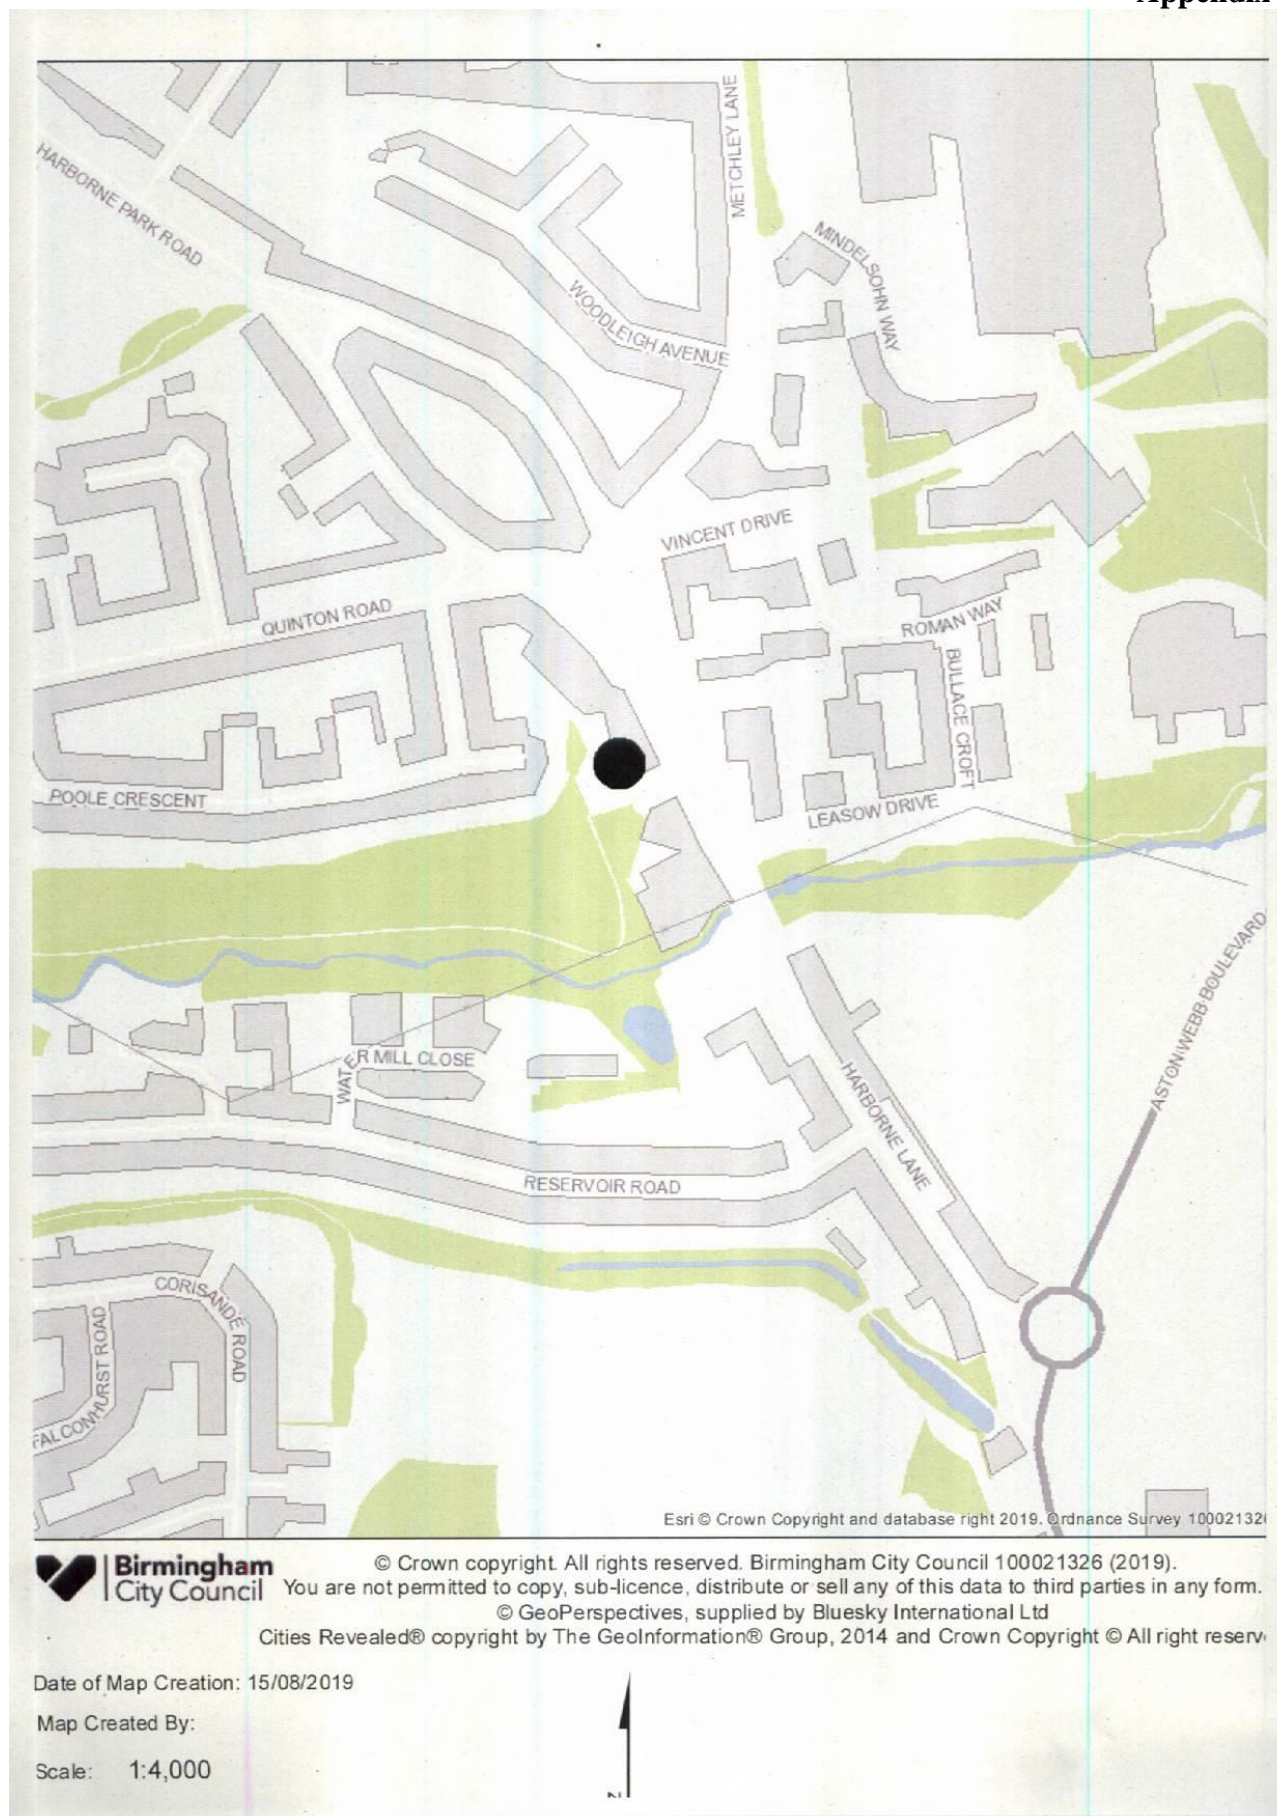 Appendix
METCHLEY LANE
HARBORNE PARK ROAD
MINDELSOHN WAY
WOODLEIGH AVENUE
VINCENT DRIVE
QUINTON ROAD
ROMAN WAY
BULLACE CROFT
POOLE CRESCENT
LEASOW DRIVE
ASTON WEBB BOULEVARD
WATER MILL CLOSE
HARBORNE LANE
RESERVOIR ROAD
CORISANDE ROAD
FALCONHURST ROAD
Esri © Crown Copyright and database right 2019. Ordnance Survey 100021326
Birmingham
City Council
© Crown copyright. All rights reserved. Birmingham City Council 100021326 (2019).
You are not permitted to copy, sub-licence, distribute or sell any of this data to third parties in any form.
© GeoPerspectives, supplied by Bluesky International Ltd
Cities Revealed® copyright by The GeoInformation® Group, 2014 and Crown Copyright © All right reserv
Date of Map Creation: 15/08/2019
Map Created By:
Scale: 1:4,000
N